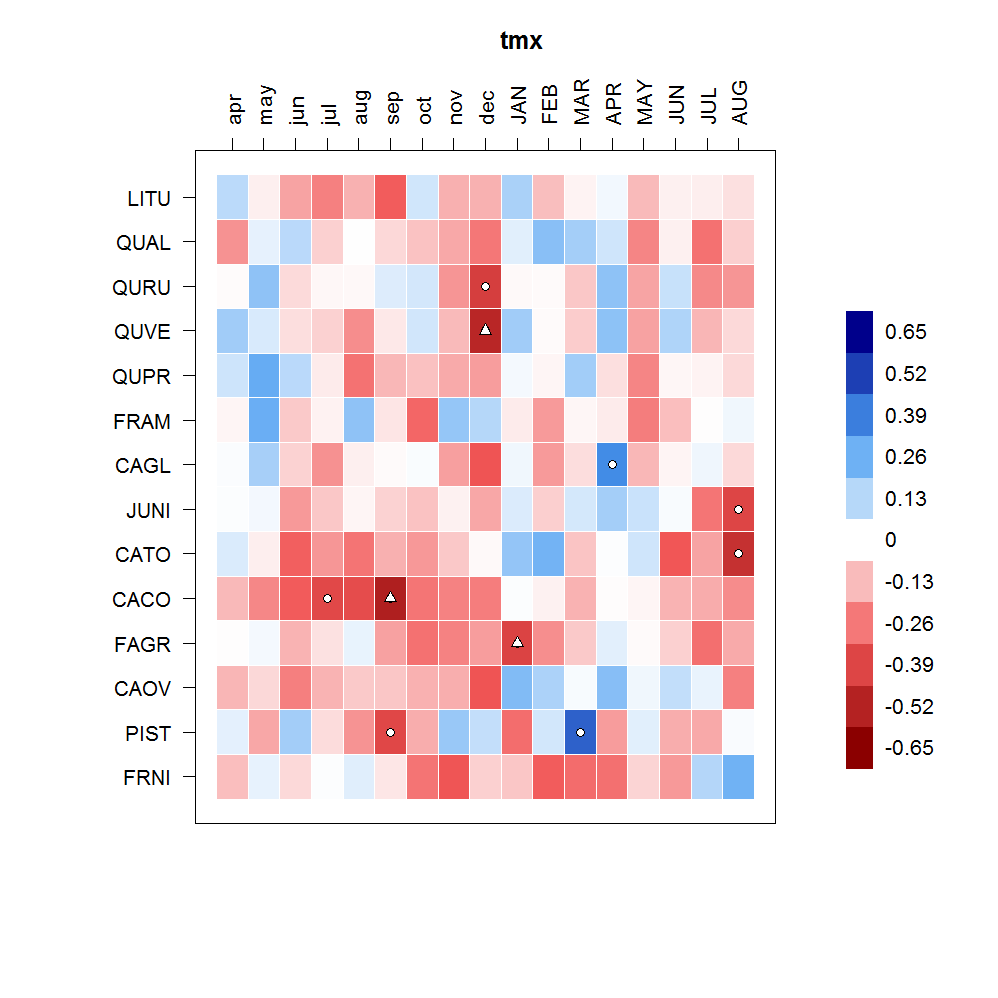 tmx
apr may jun jul aug sep oct nov dec JAN FEB MAR APR MAY JUN JUL AUG
LITU
QUAL
QURU
QUVE
QUPR
FRAM
CAGL
JUNI
CATO
CACO
FAGR
CAOV
PIST
FRNI
0.65
0.52
0.39
0.26
0.13
0
-0.13
-0.26
-0.39
-0.52
-0.65